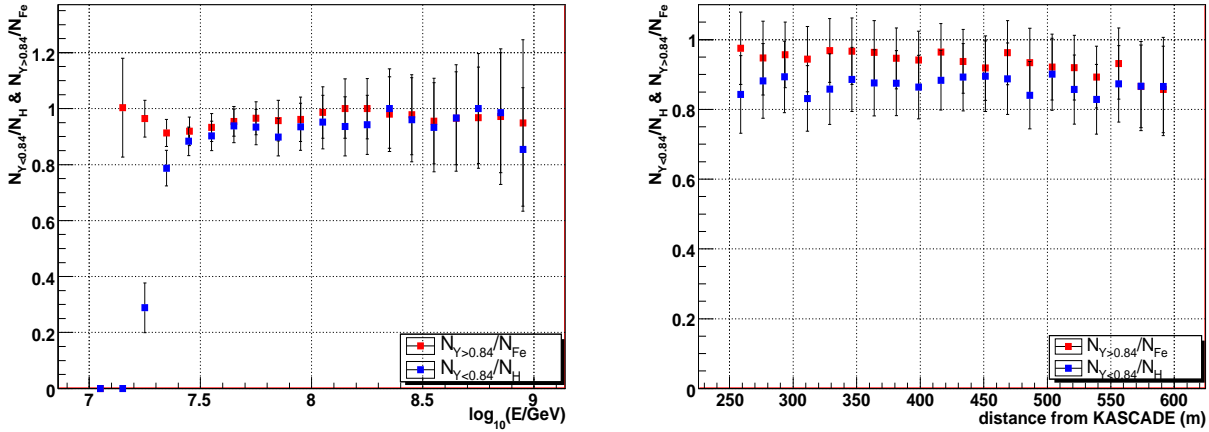 N_{Y<0.84}/N_H & N_{Y>0.84}/N_{Fe}
1.2
1
0.8
0.6
0.4
0.2
0
7 7.5 8 8.5 9
log_{10}(E/GeV)
N_{Y>0.84}/N_{Fe}
N_{Y<0.84}/N_H
N_{Y<0.84}/N_H & N_{Y>0.84}/N_{Fe}
1
0.8
0.6
0.4
0.2
0
250 300 350 400 450 500 550 600
distance from KASCADE (m)
N_{Y>0.84}/N_{Fe}
N_{Y<0.84}/N_H